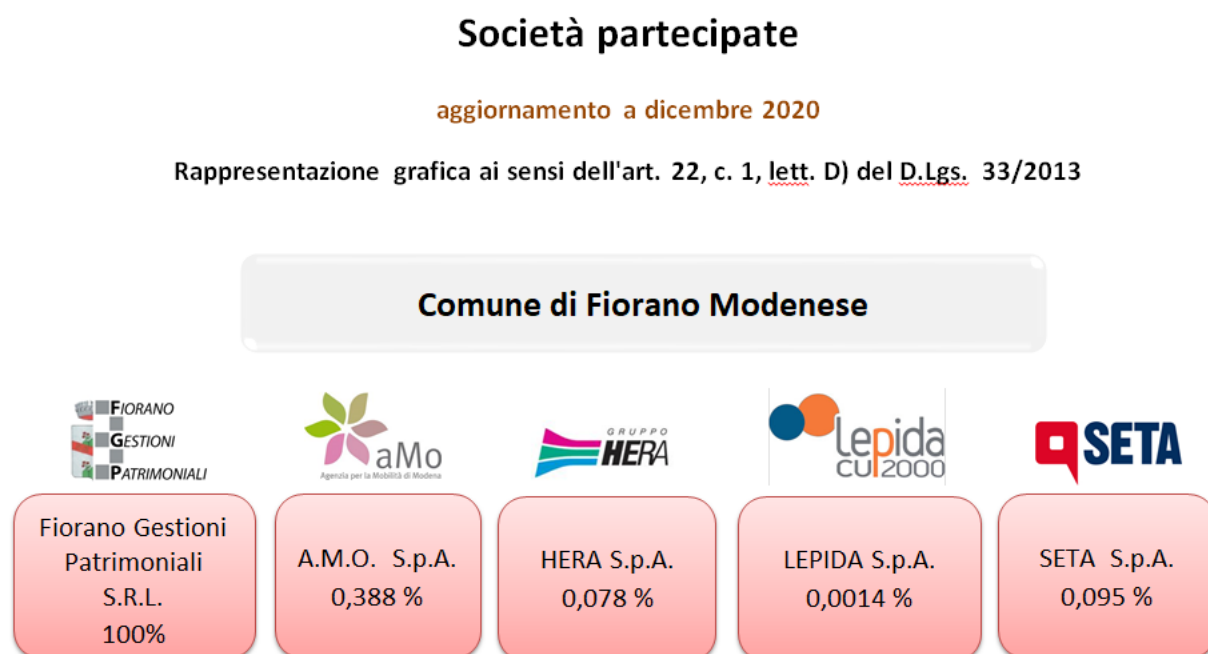 Società partecipate
aggiornamento a dicembre 2020
Rappresentazione grafica ai sensi dell'art. 22, c. 1, lett. D) del D.Lgs. 33/2013
Comune di Fiorano Modenese
FIORANO
GESTIONI
PATRIMONIALI
aMo
Agenzia per la Mobilità di Modena
GRUPPO
HERA
Lepida
CUP2000
SETA
Fiorano Gestioni
Patrimoniali
S.R.L.
100%
A.M.O. S.p.A.
0,388 %
HERA S.p.A.
0,078 %
LEPIDA S.p.A.
0,0014 %
SETA S.p.A.
0,095 %